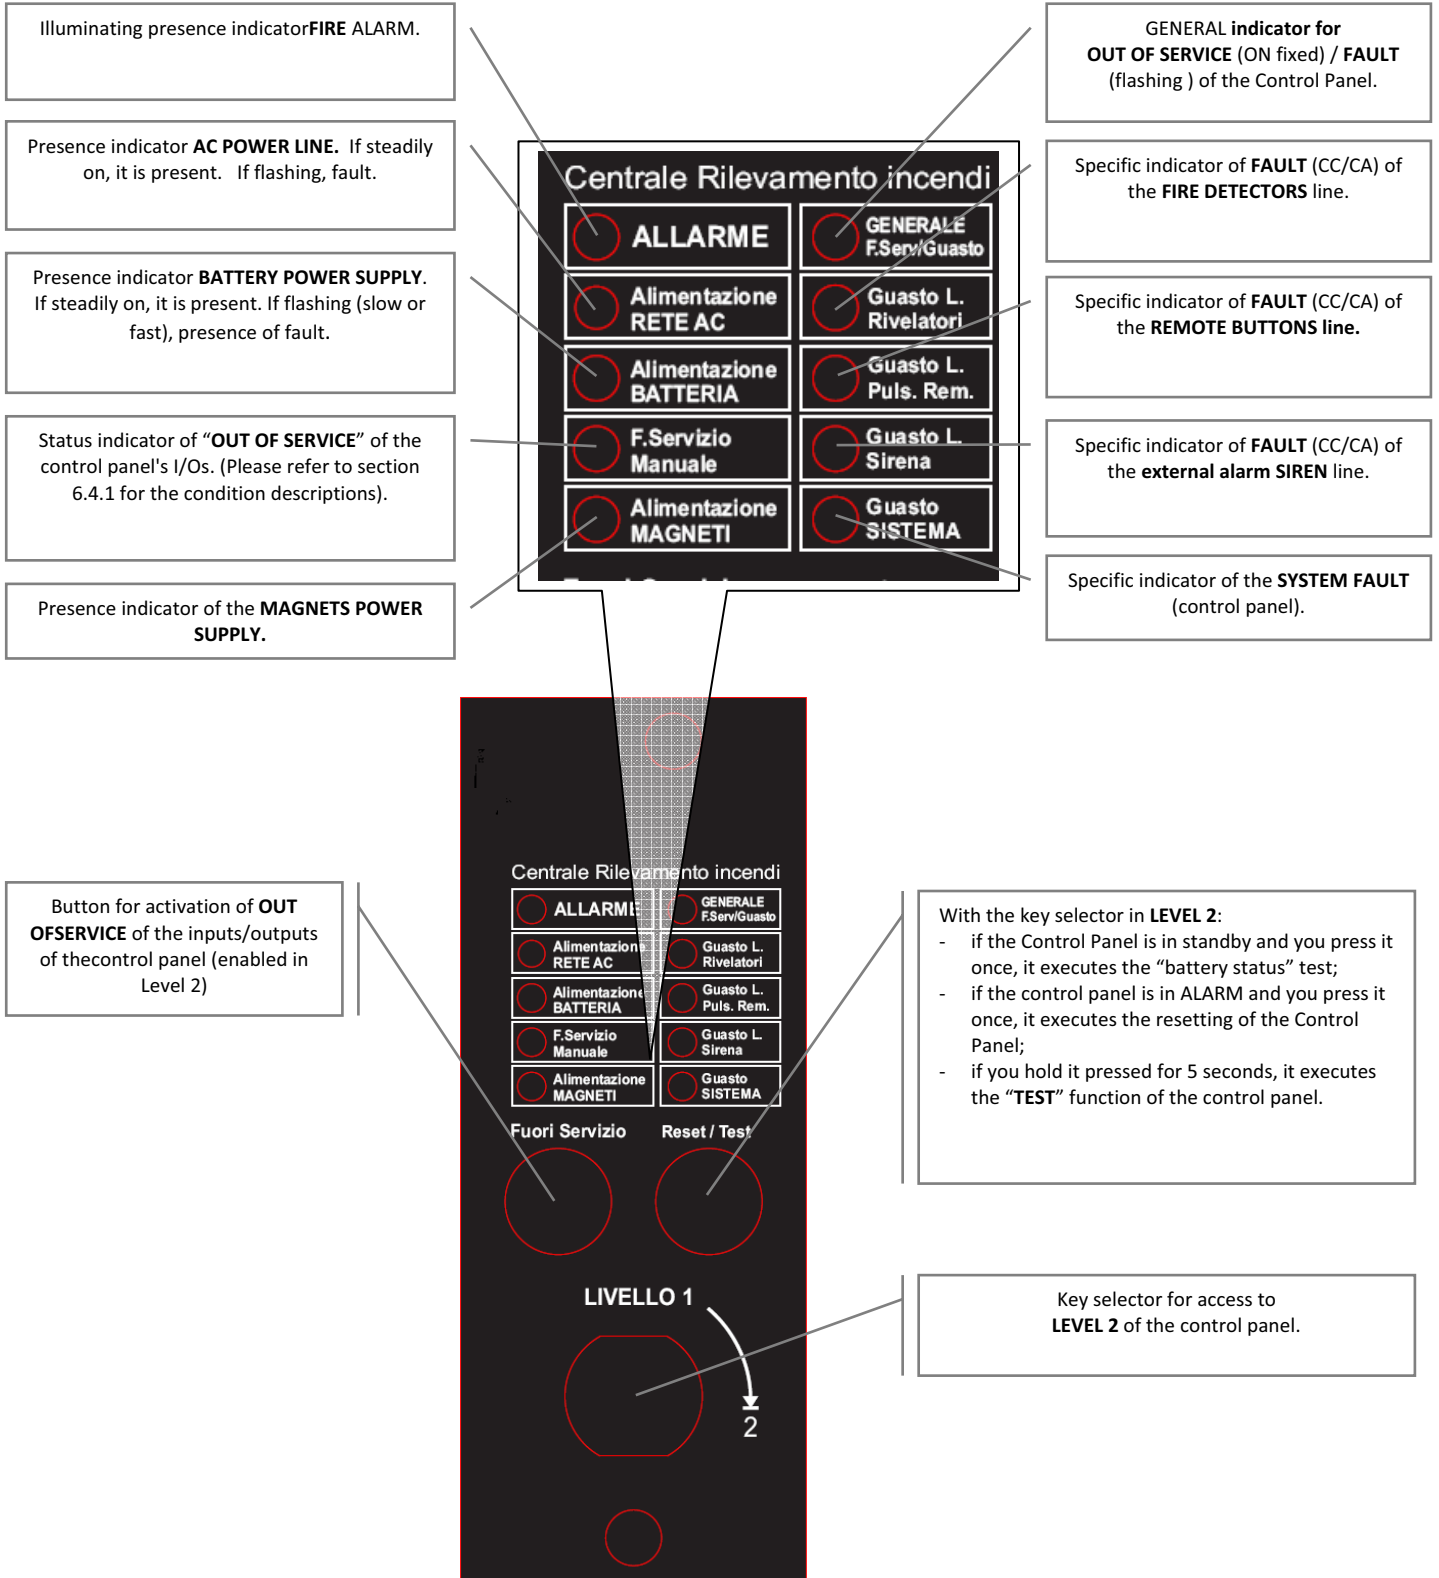 Illuminating presence indicatorFIRE ALARM.
Presence indicator AC POWER LINE. If steadily
on, it is present. If flashing, fault.
Presence indicator BATTERY POWER SUPPLY.
If steadily on, it is present. If flashing (slow or
fast), presence of fault.
Status indicator of “OUT OF SERVICE” of the
control panel's I/Os. (Please refer to section
6.4.1 for the condition descriptions).
Presence indicator of the MAGNETS POWER
SUPPLY.
Centrale Rilevamento incendi
ALLARME
GENERALE
F.Serv/Guasto
Alimentazione
RETE AC
Guasto L.
Rivelatori
Alimentazione
BATTERIA
Guasto L.
Puls. Rem.
F.Servizio
Manuale
Guasto L.
Sirena
Alimentazione
MAGNETI
Guasto
SISTEMA
GENERAL indicator for
OUT OF SERVICE (ON fixed) / FAULT
(flashing ) of the Control Panel.
Specific indicator of FAULT (CC/CA) of
the FIRE DETECTORS line.
Specific indicator of FAULT (CC/CA) of
the REMOTE BUTTONS line.
Specific indicator of FAULT (CC/CA) of
the external alarm SIREN line.
Specific indicator of the SYSTEM FAULT
(control panel).
Button for activation of OUT
OFSERVICE of the inputs/outputs
of thecontrol panel (enabled in
Level 2)
Centrale Rilevamento incendi
ALLARME
GENERALE
F.Serv/Guasto
Alimentazione
RETE AC
Guasto L.
Rivelatori
Alimentazione
BATTERIA
Guasto L.
Puls. Rem.
F.Servizio
Manuale
Guasto L.
Sirena
Alimentazione
MAGNETI
Guasto
SISTEMA
Fuori Servizio
Reset / Test
LIVELLO 1
2
With the key selector in LEVEL 2:
- if the Control Panel is in standby and you press it
once, it executes the “battery status” test;
- if the control panel is in ALARM and you press it
once, it executes the resetting of the Control
Panel;
- if you hold it pressed for 5 seconds, it executes
the “TEST” function of the control panel.
Key selector for access to
LEVEL 2 of the control panel.